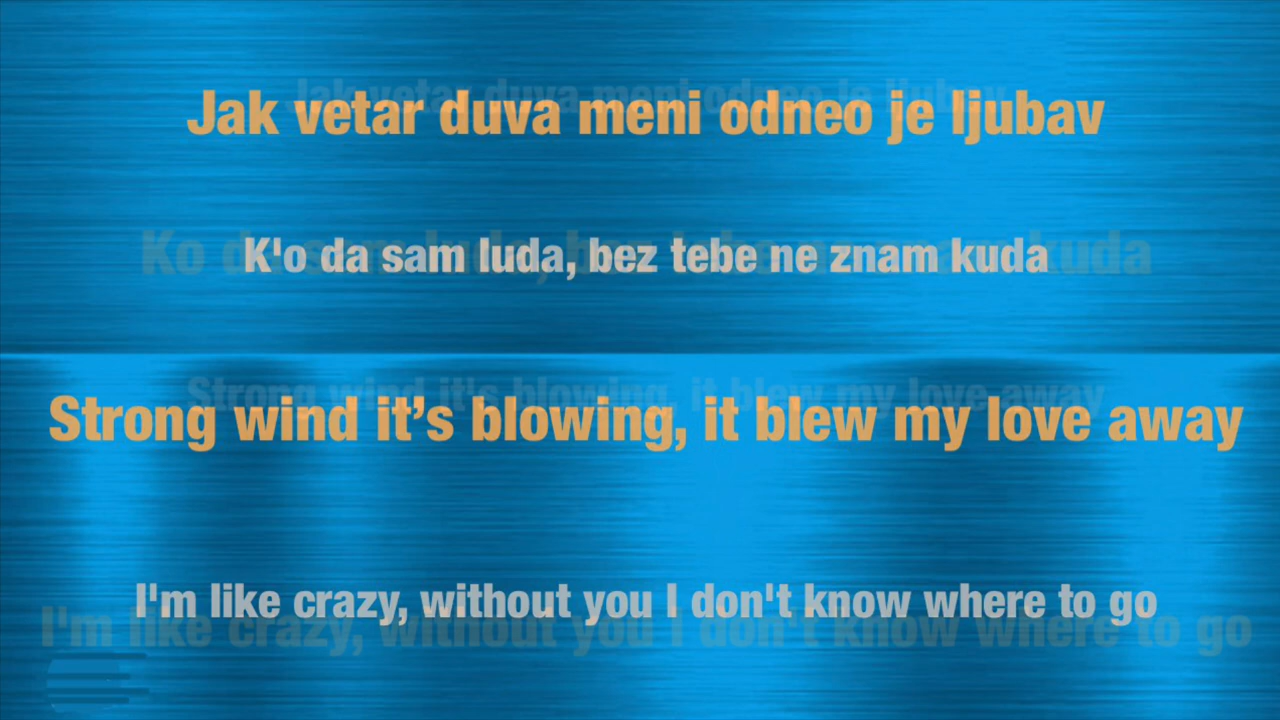 Jak vetar duva meni odneo je ljubav
K'o da sam luda, bez tebe ne znam kuda
Strong wind it’s blowing, it blew my love away
I'm like crazy, without you I don't know where to go